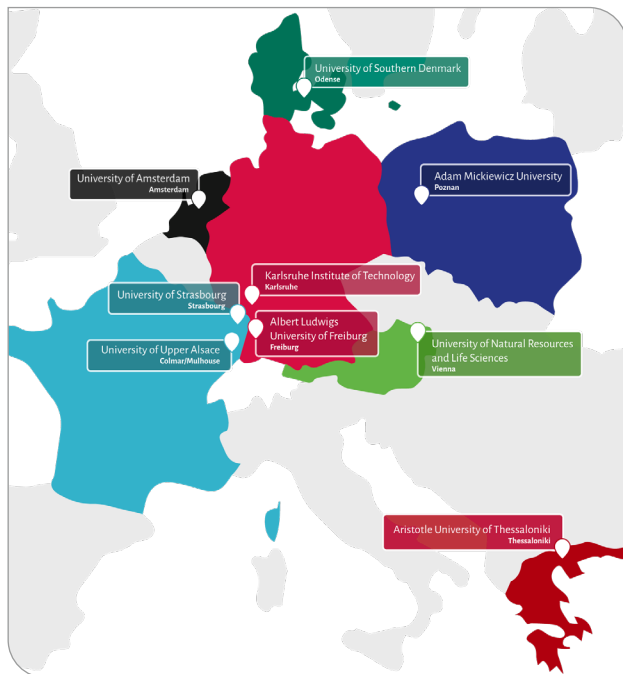 University of Southern Denmark
Odense
University of Amsterdam
Amsterdam
Adam Mickiewicz University
Poznan
Karlsruhe Institute of Technology
Karlsruhe
University of Strasbourg
Strasbourg
Albert Ludwigs
University of Freiburg
Freiburg
University of Upper Alsace
Colmar/Mulhouse
University of Natural Resources
and Life Sciences
Vienna
Aristotle University of Thessaloniki
Thessaloniki